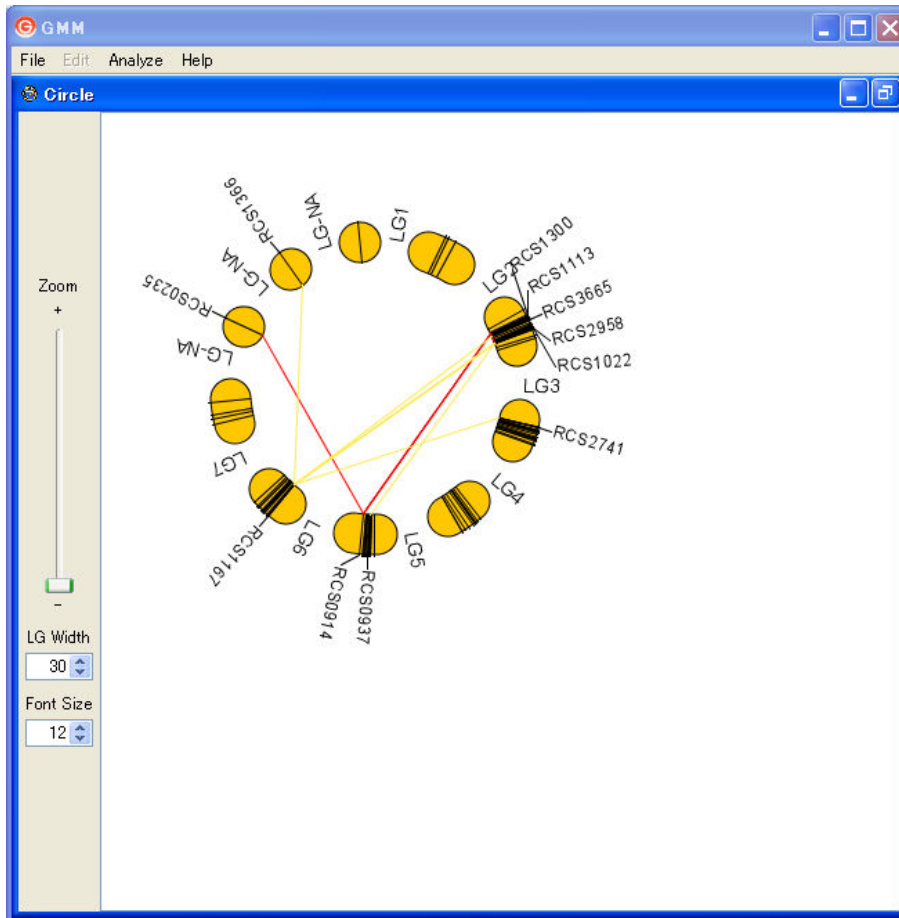 GMM
File Edit Analyze Help
Circle
Zoom
+
-
LG Width
30
Font Size
12
RCS1366
LG-NA
LG1
RCS1300
LG2
RCS1113
RCS3665
RCS2958
RCS1022
LG3
RCS2741
LG4
LG5
RCS0937
RCS0914
LG6
RCS1167
LG7
LG-NA
RCS0235
LG-NA